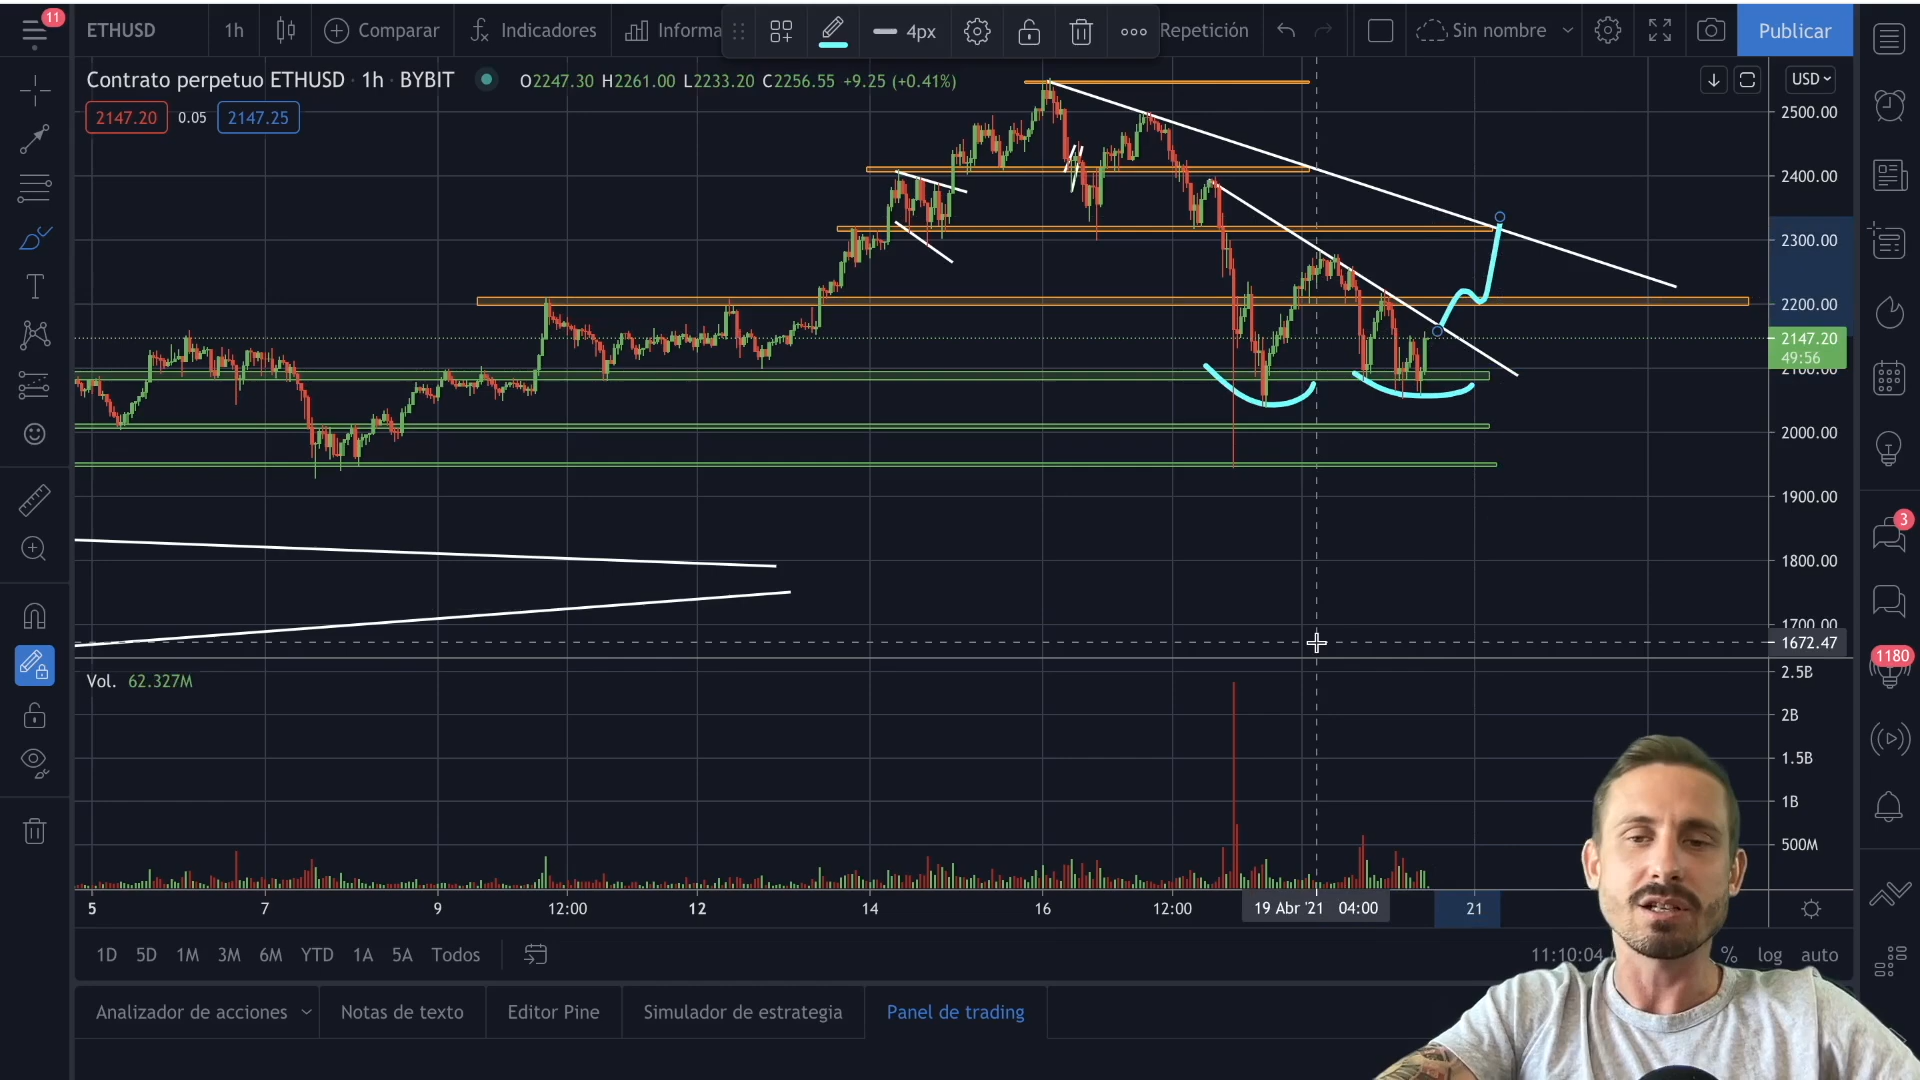 11
ETHUSD
1h
Comparar
Indicadores
Informa
4px
Repetición
Sin nombre
Publicar
Contrato perpetuo ETHUSD · 1h · BYBIT
O2247.30 H2261.00 L2233.20 C2256.55 +9.25 (+0.41%)
USD
2147.20
0.05
2147.25
2500.00
2400.00
2300.00
2200.00
2147.20
49:56
2100.00
2000.00
1900.00
1800.00
1700.00
1672.47
Vol. 62.327M
2.5B
2B
1.5B
1B
500M
3
1180
5
7
9
12:00
12
14
16
12:00
19 Abr '21 04:00
21
1D 5D 1M 3M 6M YTD 1A 5A Todos
11:10:04
% log auto
Analizador de acciones
Notas de texto
Editor Pine
Simulador de estrategia
Panel de trading